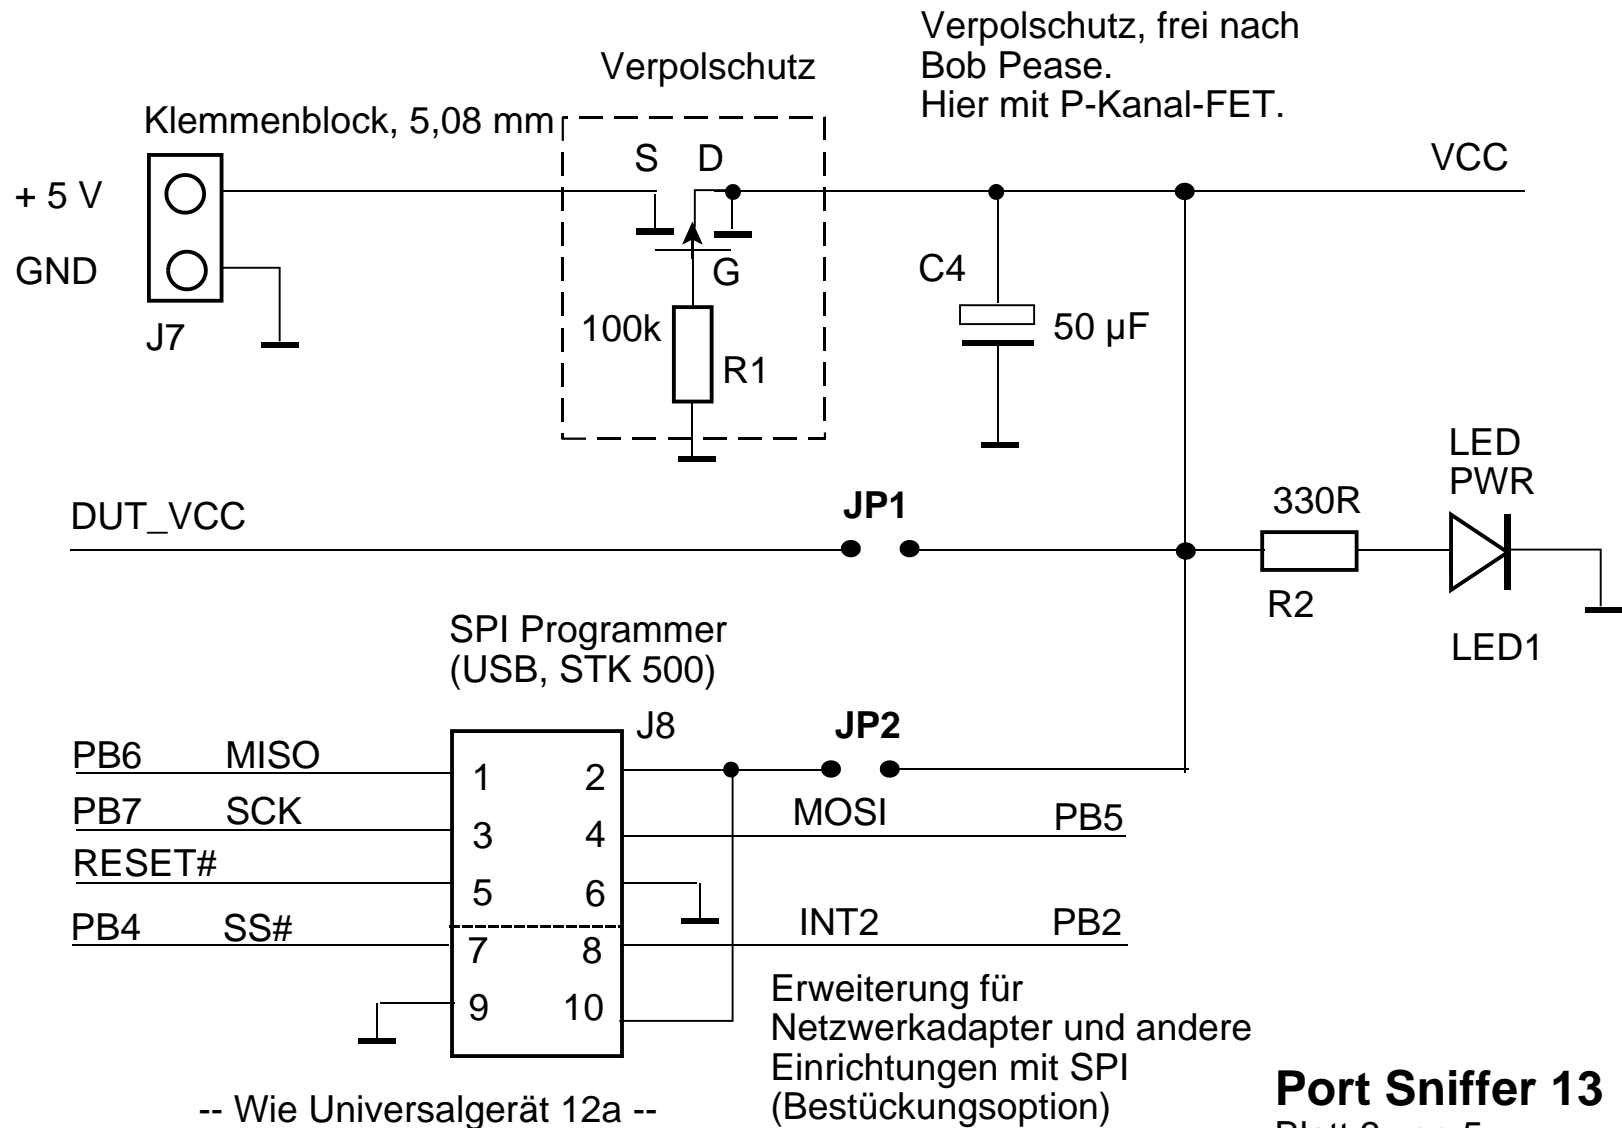 Verpolschutz, frei nach
Bob Pease.
Hier mit P-Kanal-FET.
Verpolschutz
Klemmenblock, 5,08 mm
S D
VCC
+ 5 V
GND
G
C4
J7
100k
50 µF
R1
LED
PWR
330R
JP1
DUT_VCC
R2
LED1
SPI Programmer
(USB, STK 500)
J8
JP2
PB6 MISO
1 2
PB7 SCK
MOSI PB5
3 4
RESET#
5 6
PB4 SS#
INT2 PB2
7 8
9 10
Erweiterung für
Netzwerkadapter und andere
Einrichtungen mit SPI
(Bestückungsoption)
-- Wie Universalgerät 12a --
Port Sniffer 13